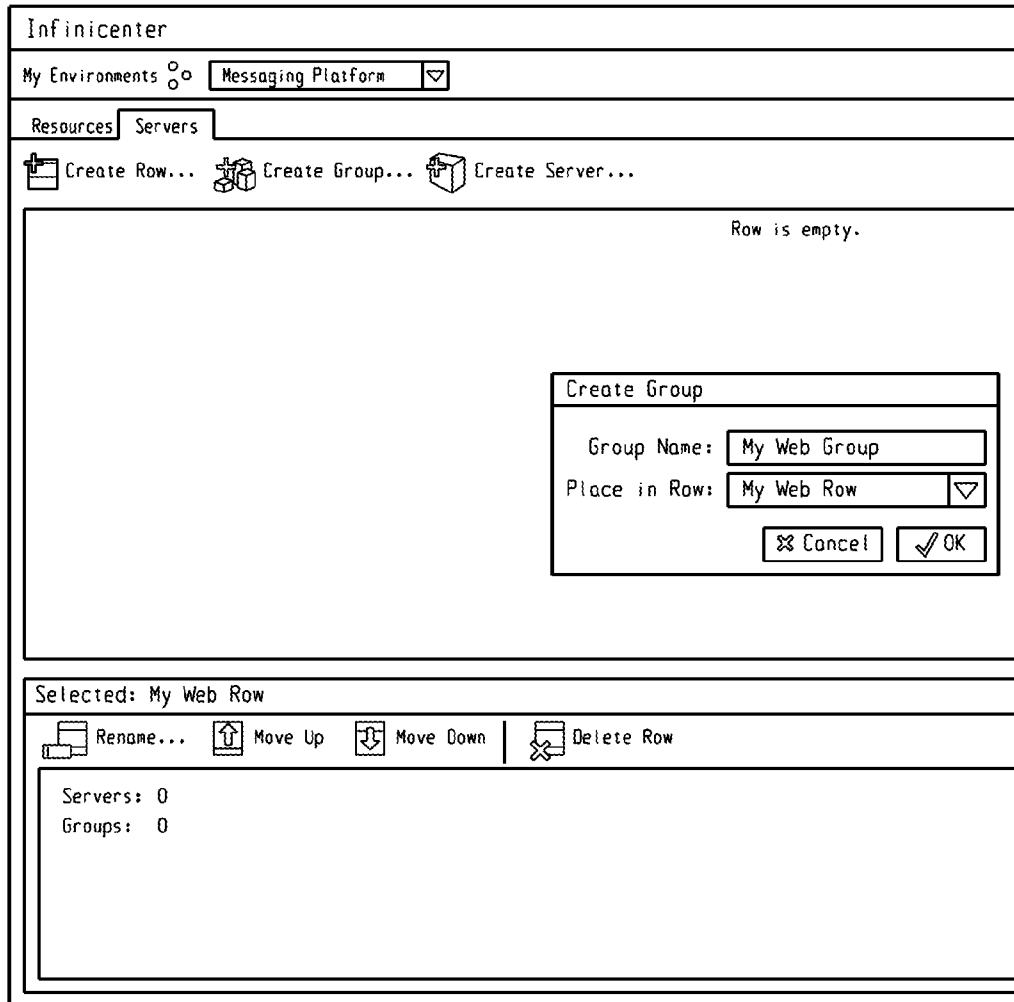 Infinicenter
My Environments Messaging Platform
Resources Servers
Create Row... Create Group... Create Server...
Row is empty.
Create Group
Group Name: My Web Group
Place in Row: My Web Row
Cancel OK
Selected: My Web Row
Rename... Move Up Move Down Delete Row
Servers: 0
Groups: 0